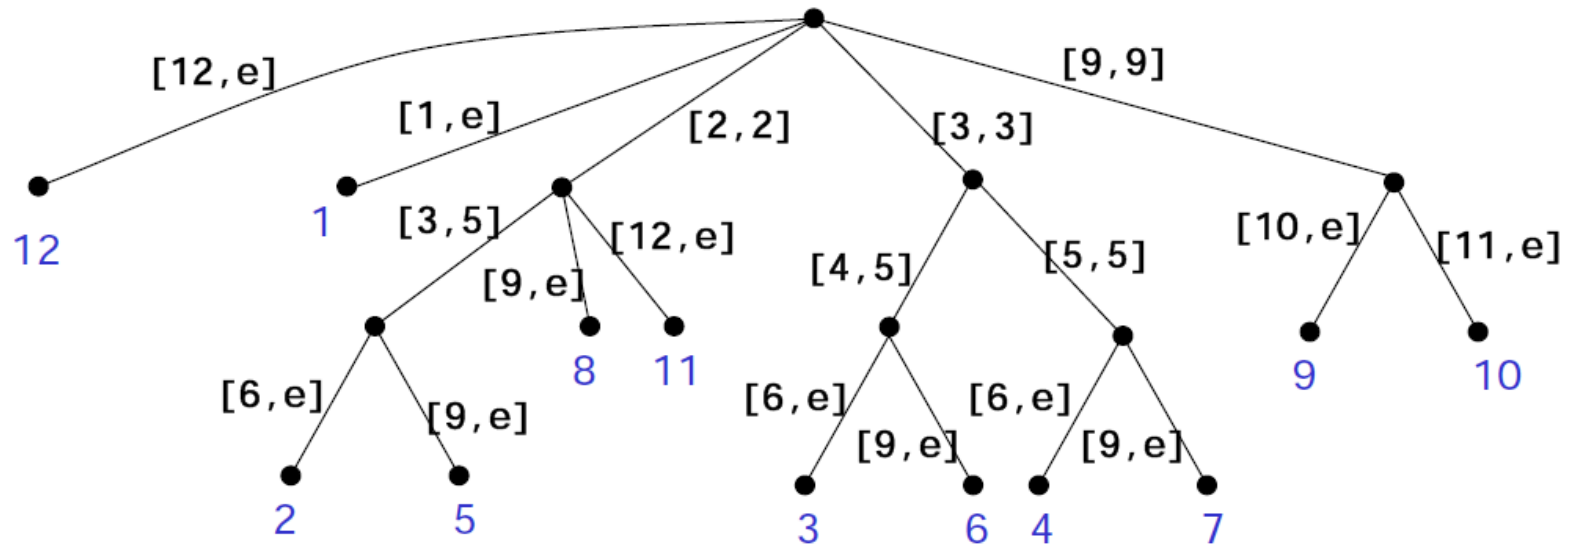 [12,e]
[1,e]
[2,2]
[3,3]
[9,9]
12
1
[3,5]
[9,e]
[12,e]
[4,5]
[5,5]
[10,e]
[11,e]
8
11
9
10
[6,e]
[9,e]
[6,e]
[9,e]
[6,e]
[9,e]
2
5
3
6
4
7